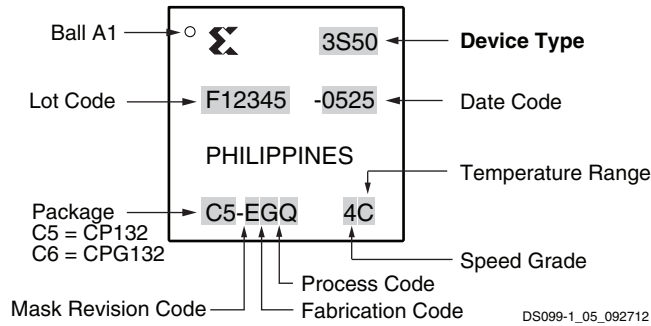 Ball A1
3S50
Device Type
Lot Code
F12345 -0525
Date Code
PHILIPPINES
Temperature Range
Package
C5-EGQ 4C
C5 = CP132
C6 = CPG132
Speed Grade
Process Code
Mask Revision Code
Fabrication Code
DS099-1_05_092712